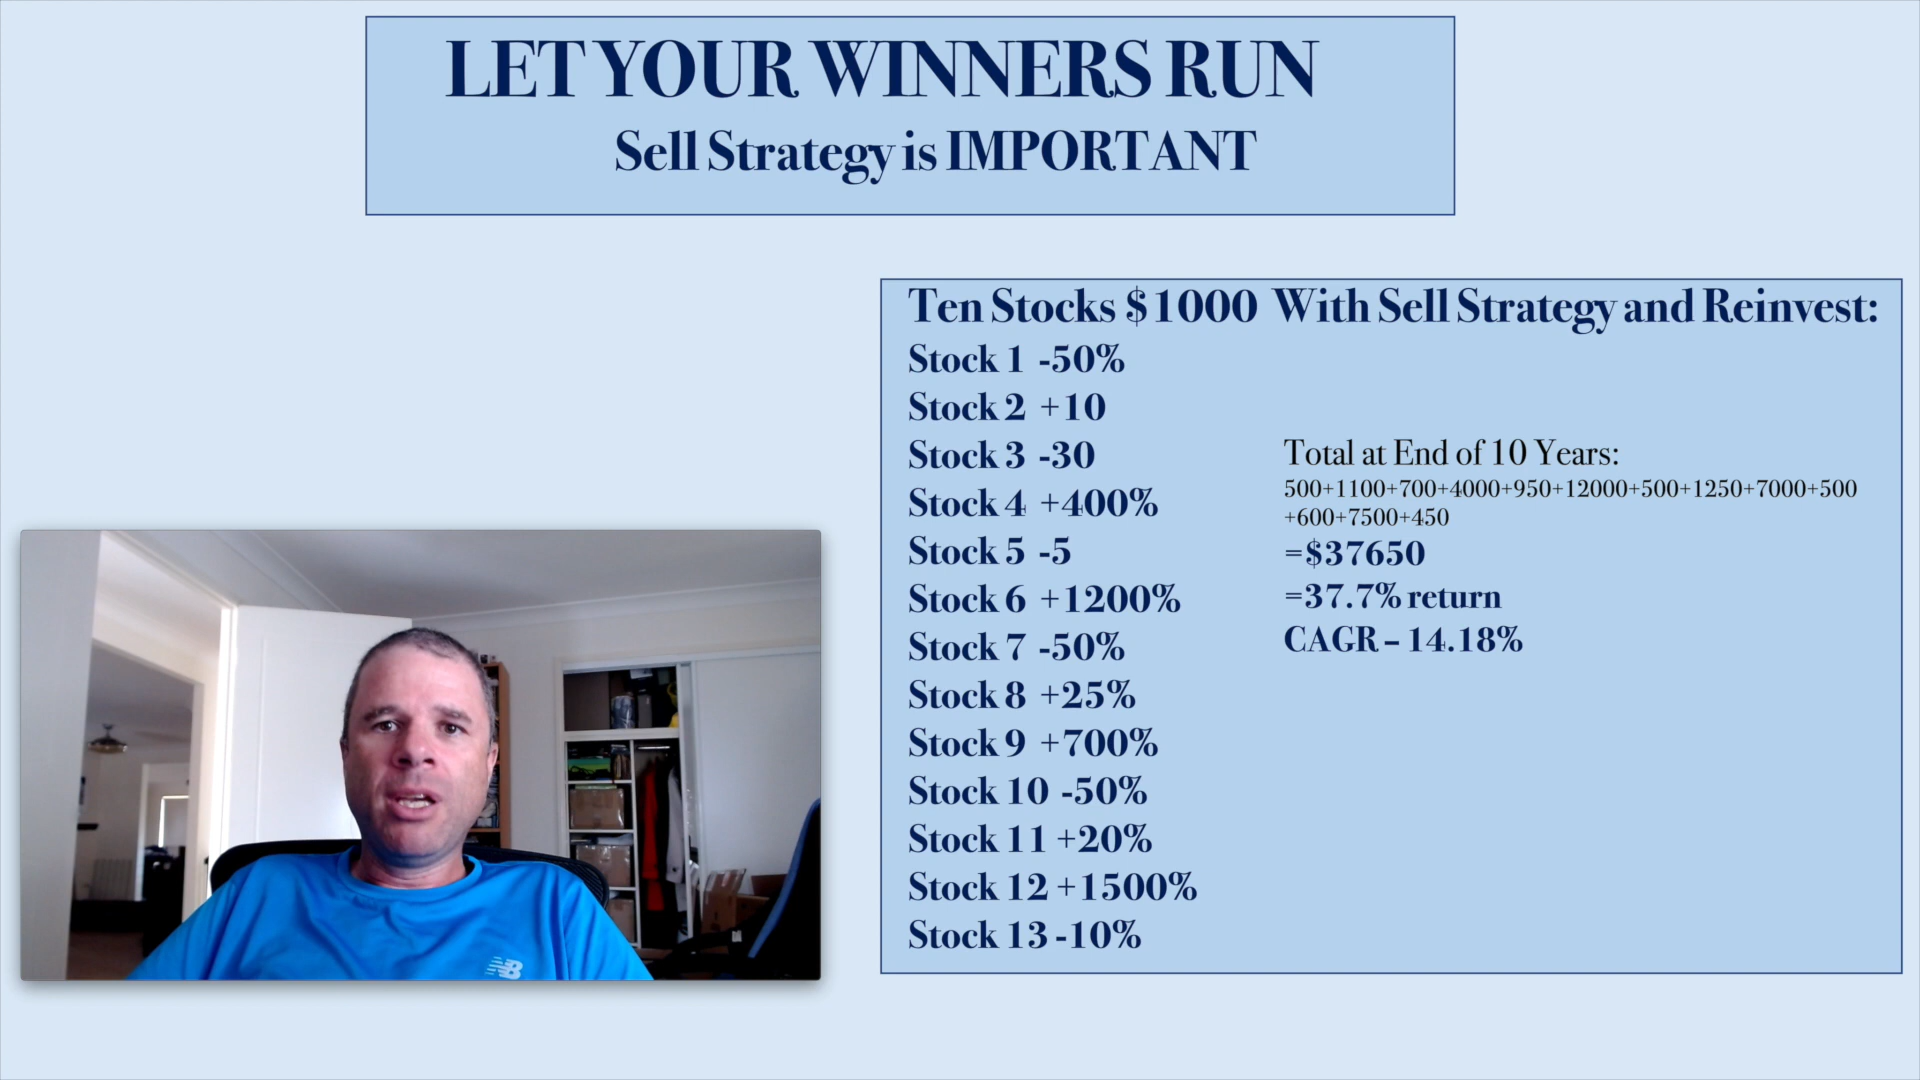 LET YOUR WINNERS RUN
Sell Strategy is IMPORTANT
Ten Stocks $1000 With Sell Strategy and Reinvest:
Stock 1 -50%
Stock 2 +10
Stock 3 -30
Stock 4 +400%
Stock 5 -5
Stock 6 +1200%
Stock 7 -50%
Stock 8 +25%
Stock 9 +700%
Stock 10 -50%
Stock 11 +20%
Stock 12 +1500%
Stock 13 -10%
Total at End of 10 Years:
500+1100+700+4000+950+12000+500+1250+7000+500
+600+7500+450
=$37650
=37.7% return
CAGR – 14.18%
NB